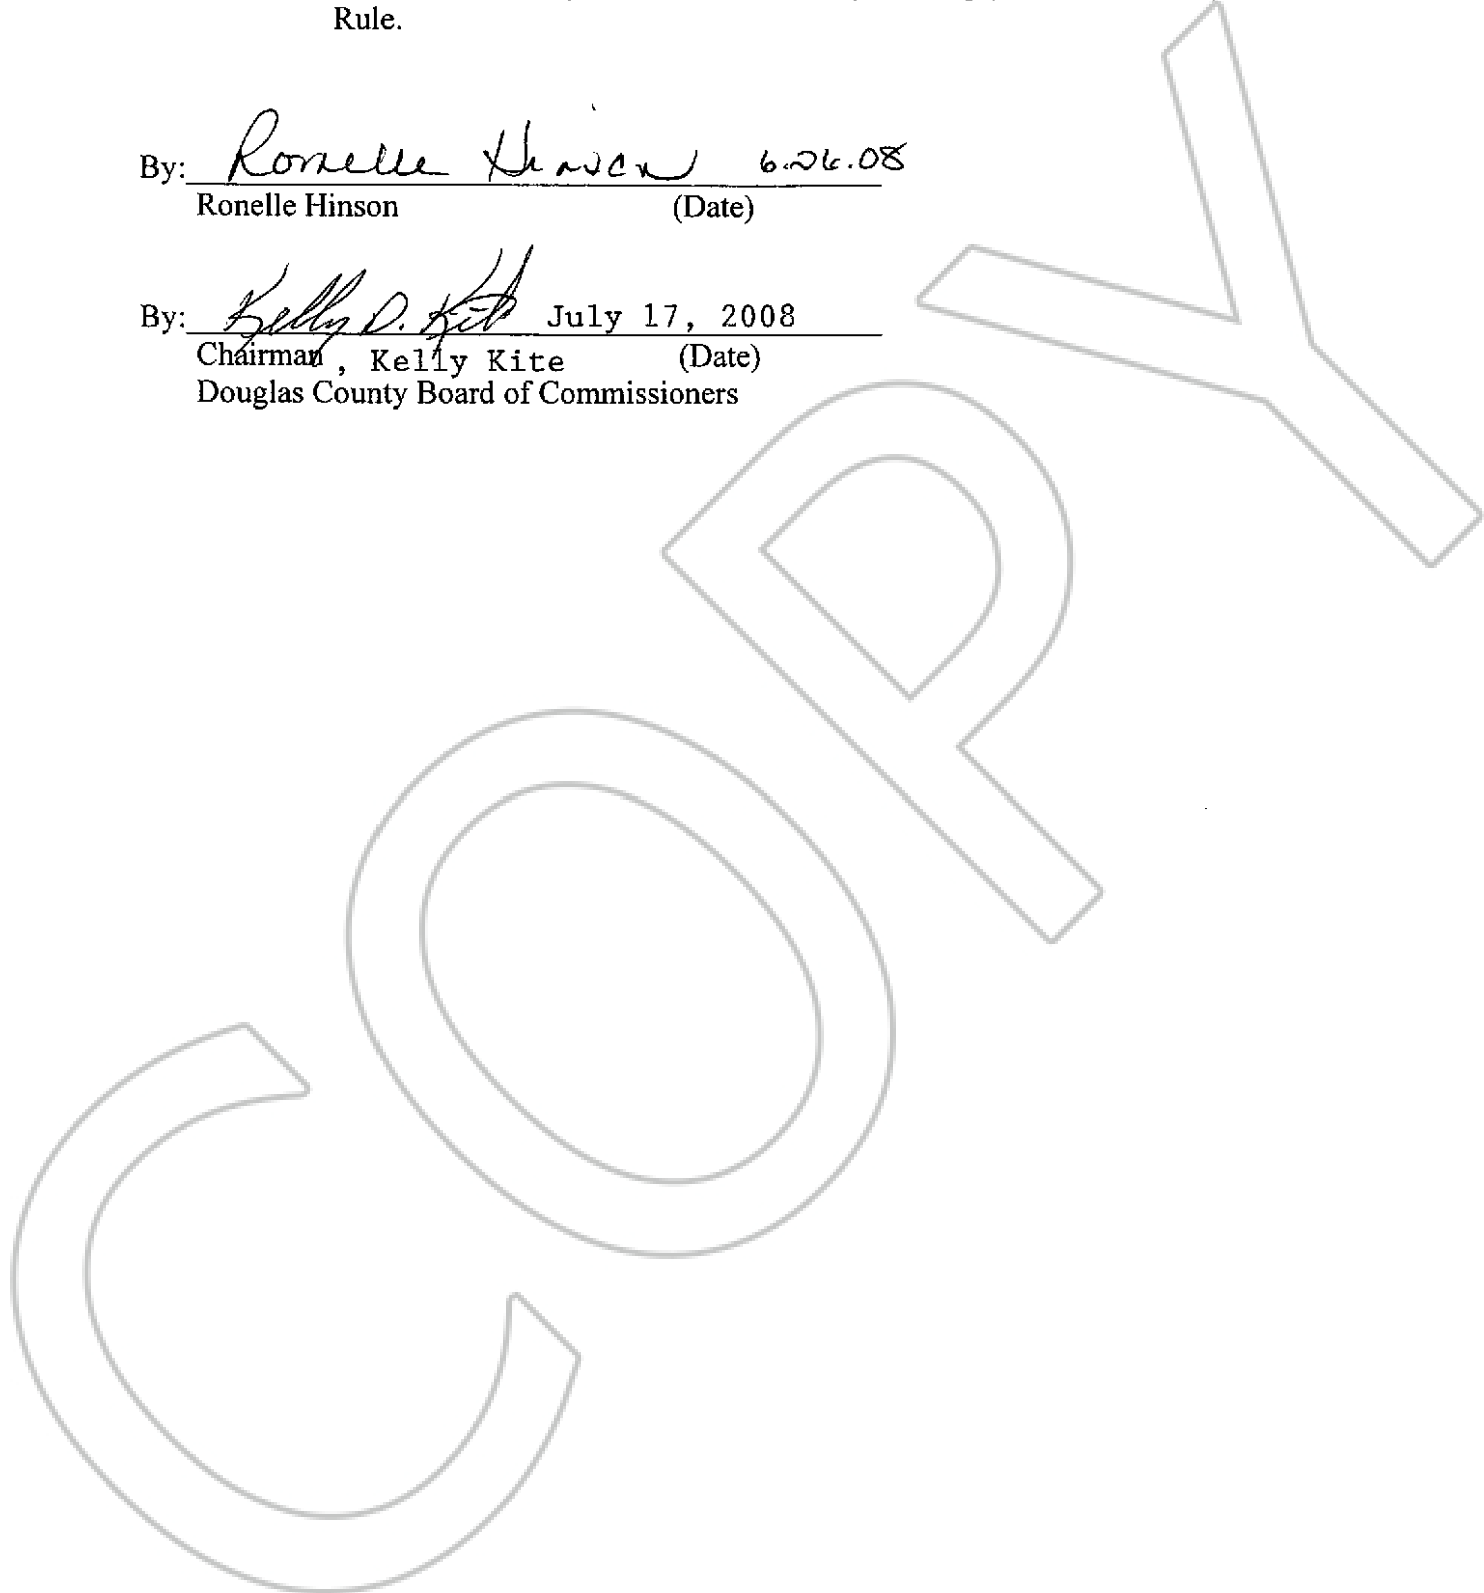 Rule.
By: Ronelle Hinson 6.26.08
Ronelle Hinson (Date)
By: Kelly D. Kite July 17, 2008
Chairman , Kelly Kite (Date)
Douglas County Board of Commissioners
COPY